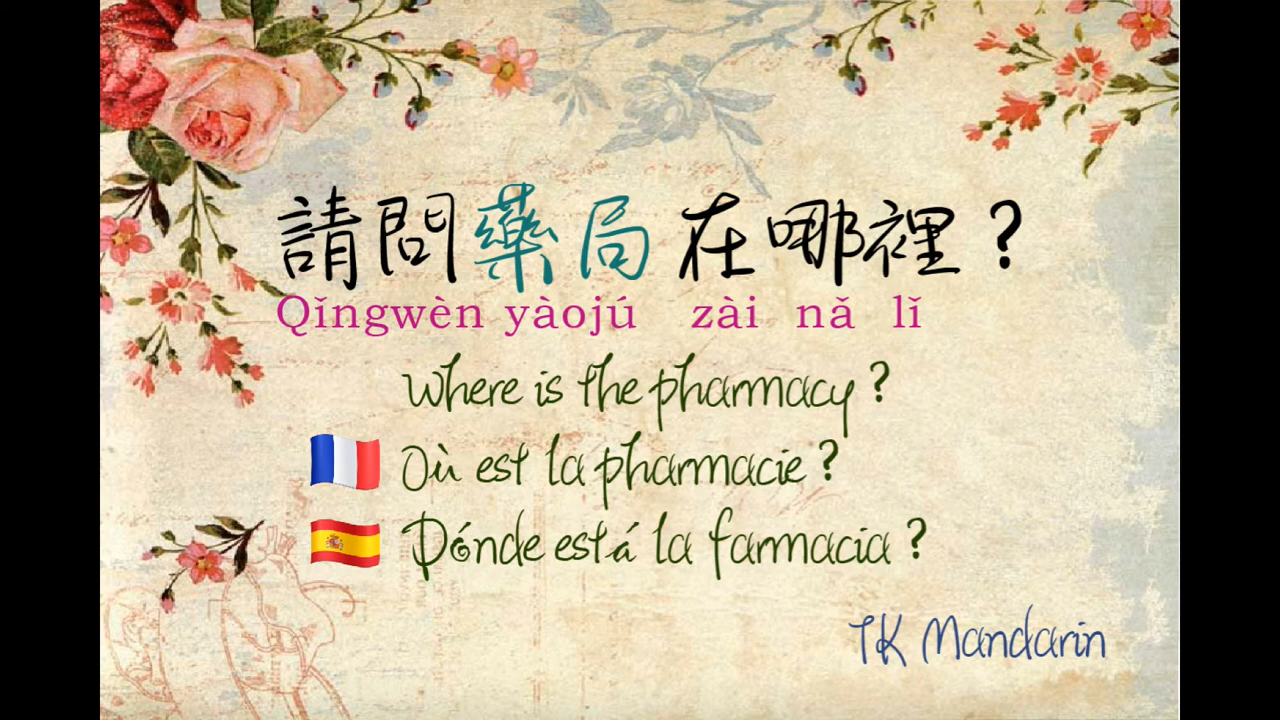 請問藥局在哪裡？
Qǐngwèn yàojú zài nǎ lǐ
Where is the pharmacy?
Où est la pharmacie?
Dónde está la farmacia?
TK Mandarin